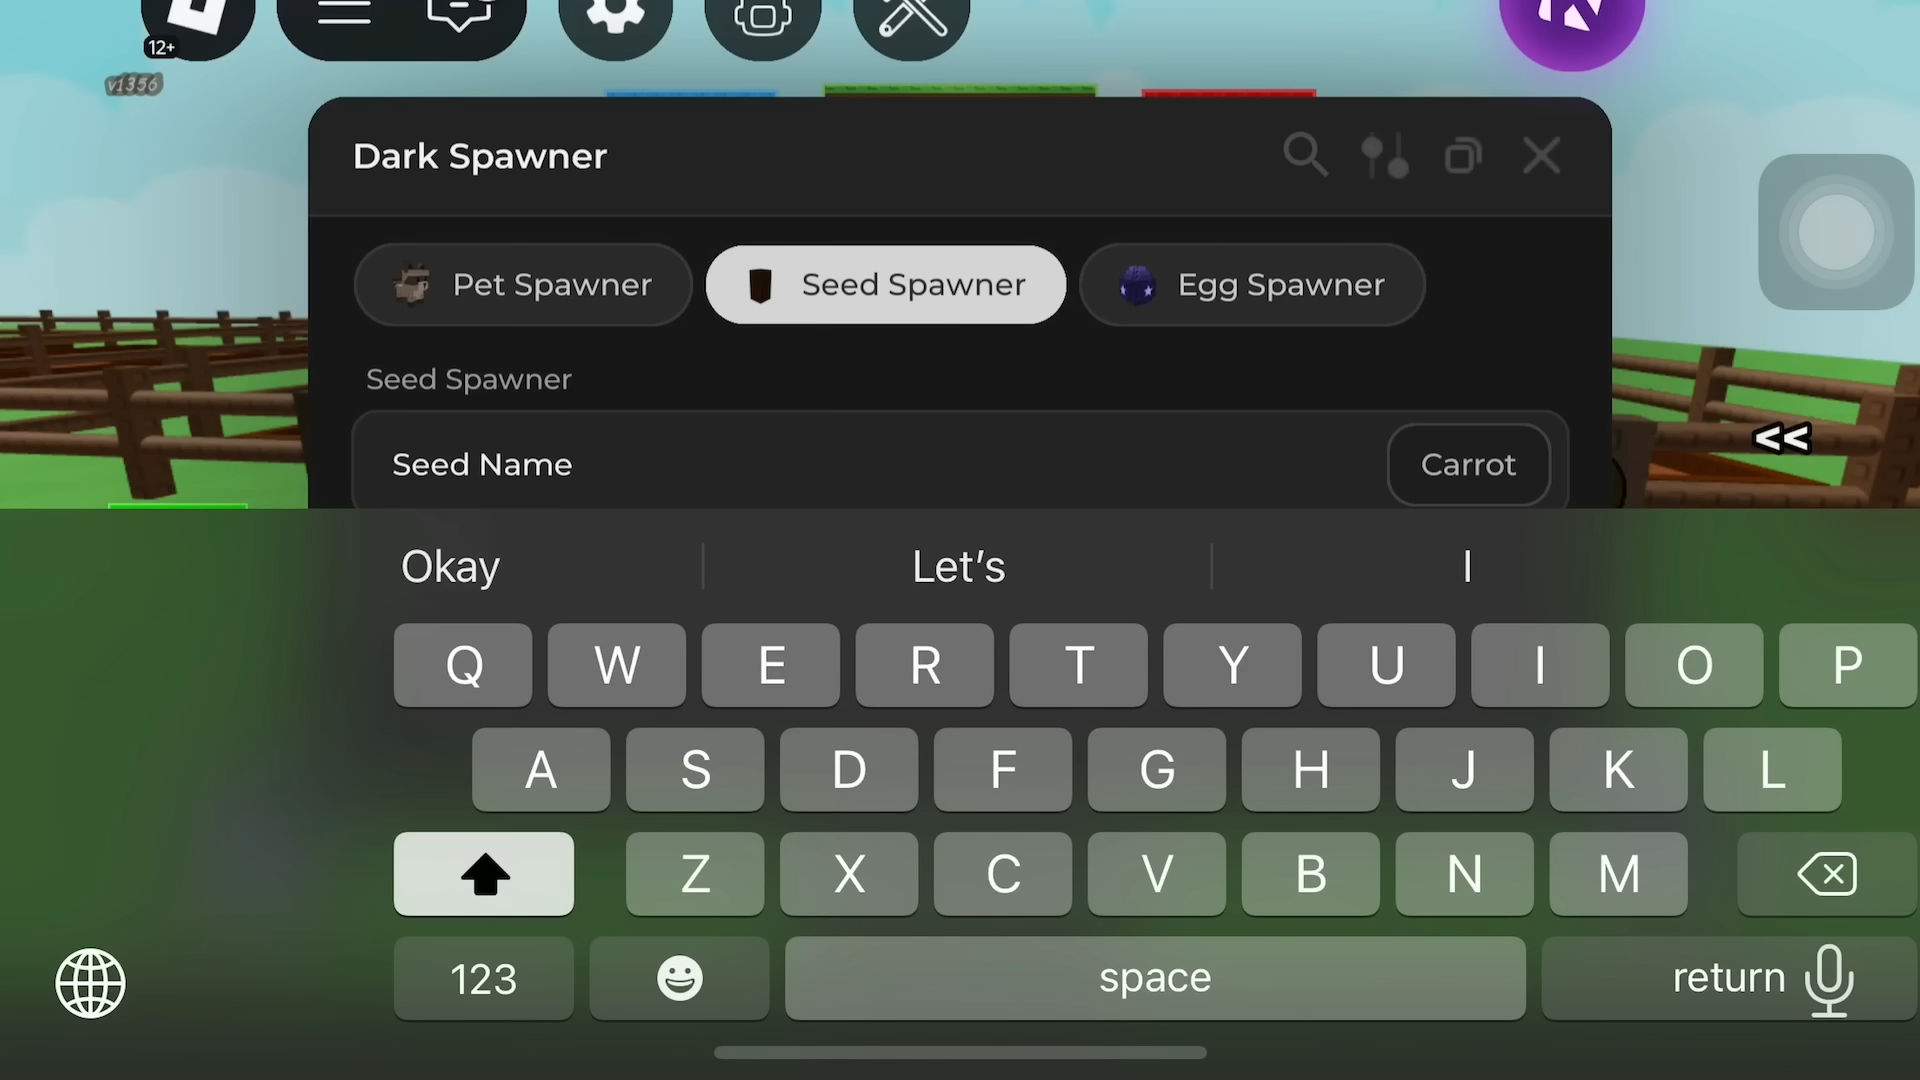 12+
v1356
Dark Spawner
Pet Spawner Seed Spawner Egg Spawner
Seed Spawner
Seed Name Carrot
<<
Okay Let's I
Q W E R T Y U I O P
A S D F G H J K L
Z X C V B N M
123 space return